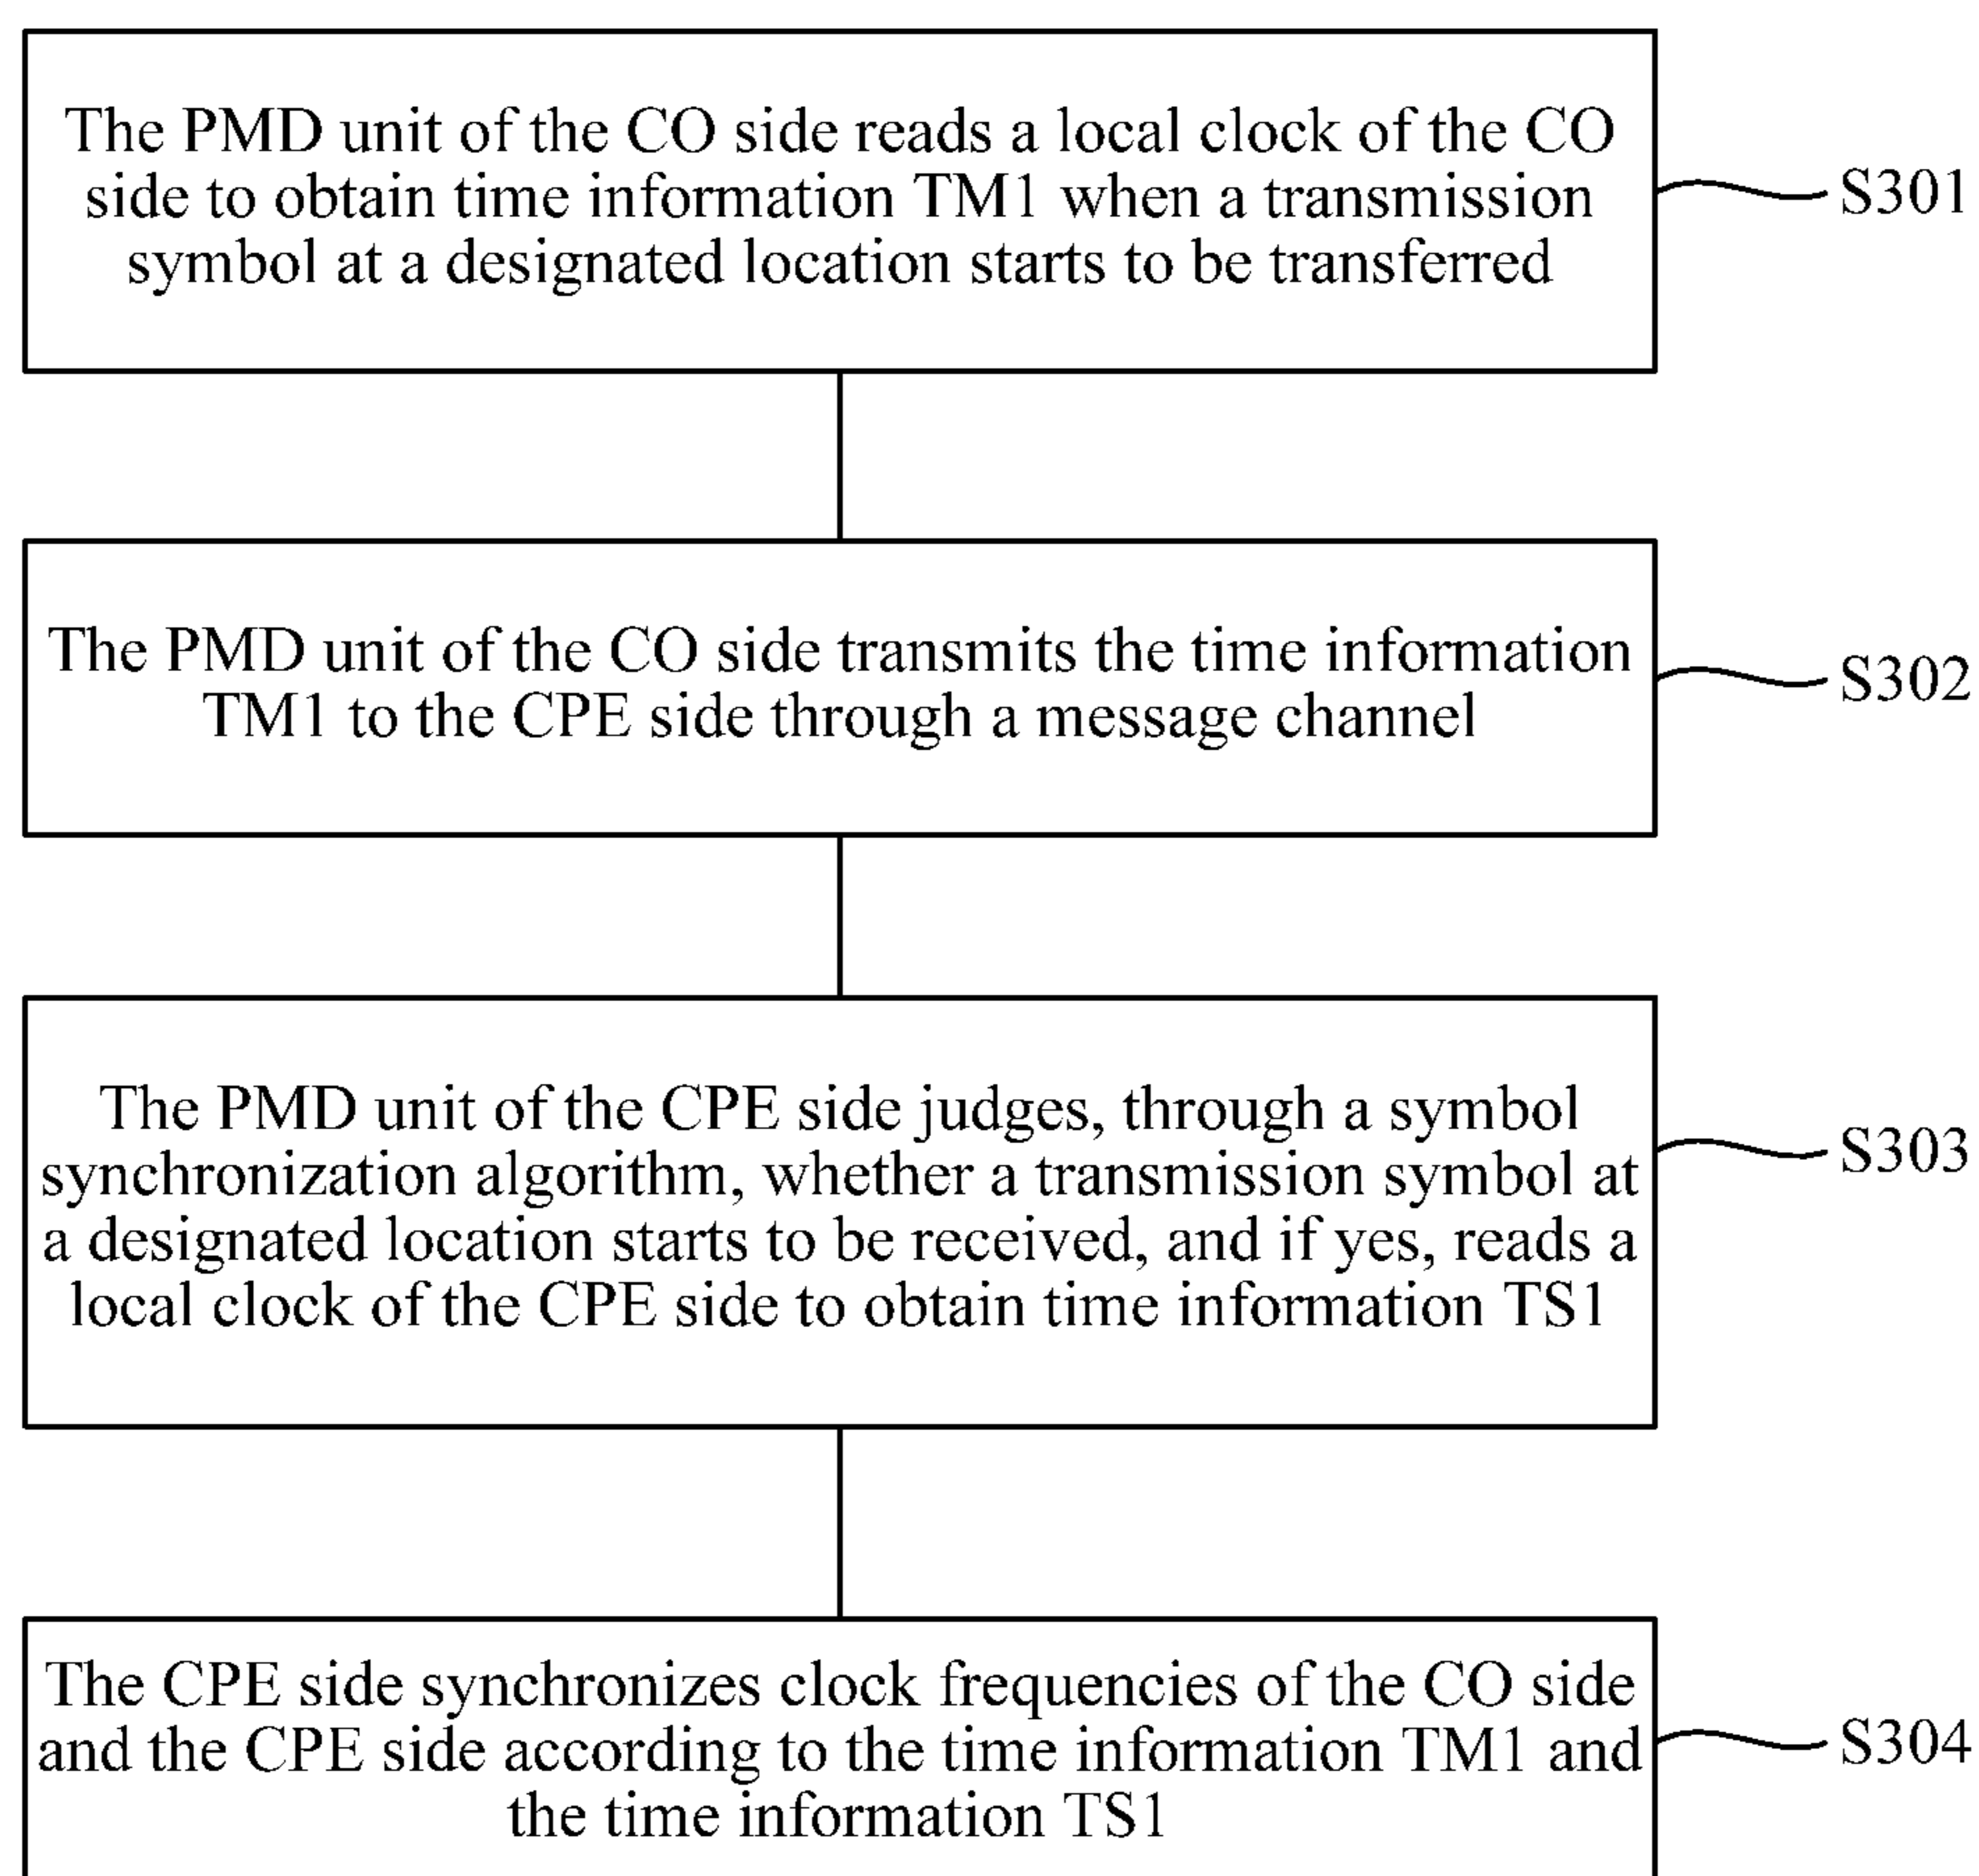 The PMD unit of the CO side reads a local clock of the CO
side to obtain time information TM1 when a transmission
symbol at a designated location starts to be transferred
S301
The PMD unit of the CO side transmits the time information
TM1 to the CPE side through a message channel
S302
The PMD unit of the CPE side judges, through a symbol
synchronization algorithm, whether a transmission symbol at
a designated location starts to be received, and if yes, reads a
local clock of the CPE side to obtain time information TS1
S303
The CPE side synchronizes clock frequencies of the CO side
and the CPE side according to the time information TM1 and
the time information TS1
S304